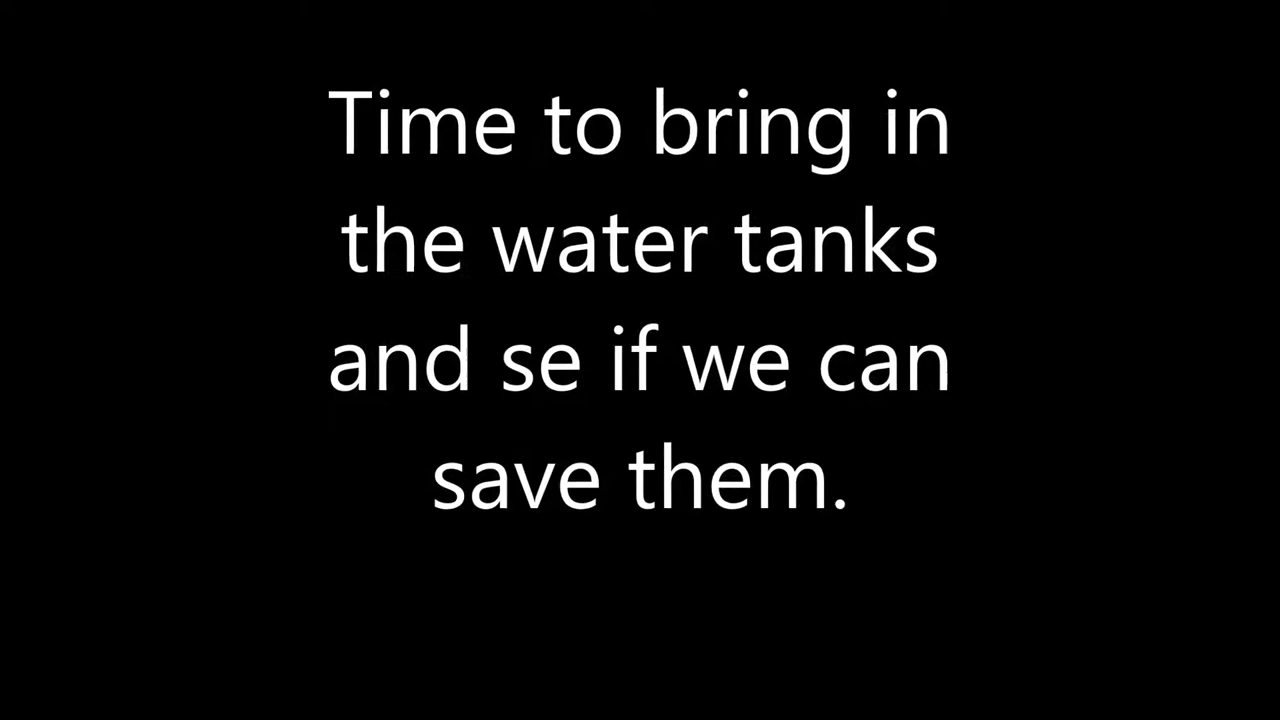 Time to bring in
the water tanks
and se if we can
save them.